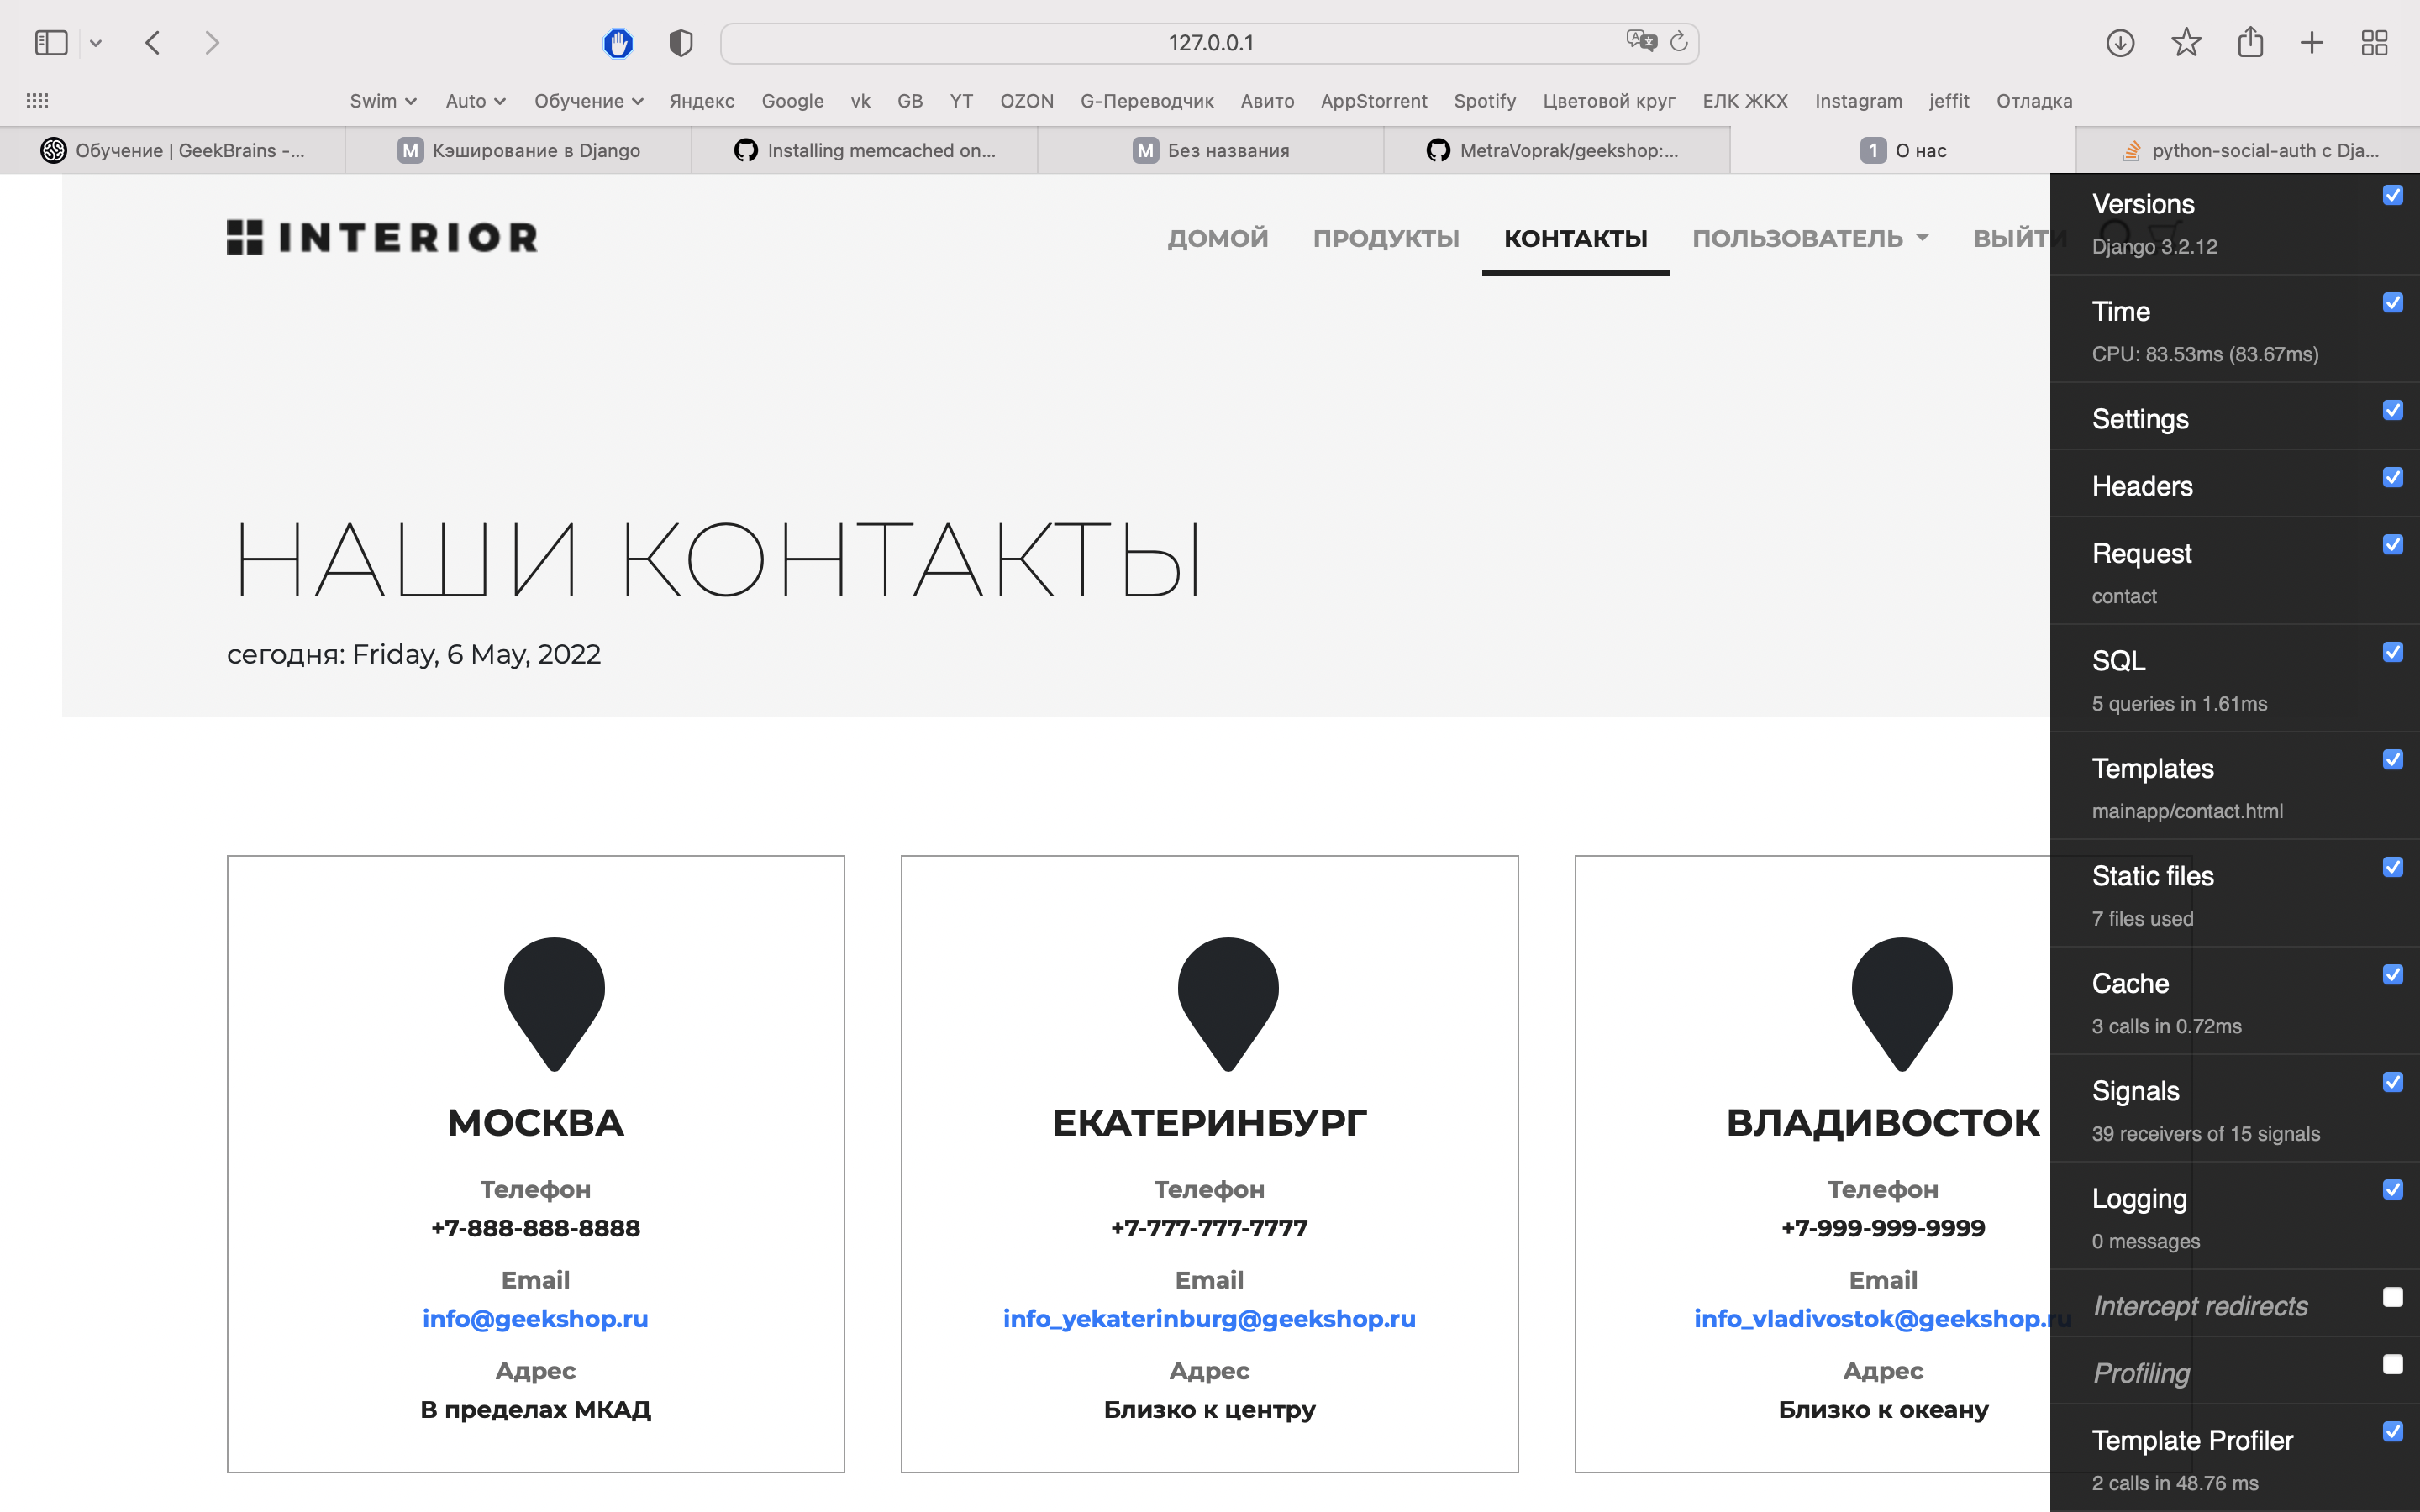 127.0.0.1
Swim Auto Обучение Яндекс Google vk GB YT OZON G-Переводчик Авито AppStorrent Spotify Цветовой круг ЕЛК ЖКХ Instagram jeffit Отладка
Обучение | GeekBrains -... M Кэширование в Django Installing memcached on... M Без названия MetraVoprak/geekshop:... 1 О нас python-social-auth с Dja...
INTERIOR
ДОМОЙ ПРОДУКТЫ КОНТАКТЫ ПОЛЬЗОВАТЕЛЬ ВЫЙТИ
НАШИ КОНТАКТЫ
сегодня: Friday, 6 May, 2022
МОСКВА
Телефон
+7-888-888-8888
Email
info@geekshop.ru
Адрес
В пределах МКАД
ЕКАТЕРИНБУРГ
Телефон
+7-777-777-7777
Email
info_yekaterinburg@geekshop.ru
Адрес
Близко к центру
ВЛАДИВОСТОК
Телефон
+7-999-999-9999
Email
info_vladivostok@geekshop.ru
Адрес
Близко к океану
Versions
Django 3.2.12
Time
CPU: 83.53ms (83.67ms)
Settings
Headers
Request
contact
SQL
5 queries in 1.61ms
Templates
mainapp/contact.html
Static files
7 files used
Cache
3 calls in 0.72ms
Signals
39 receivers of 15 signals
Logging
0 messages
Intercept redirects
Profiling
Template Profiler
2 calls in 48.76 ms